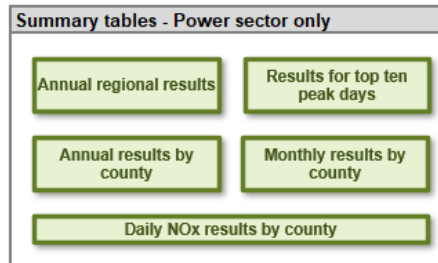 Summary tables - Power sector only
Annual regional results
Results for top ten
peak days
Annual results by
county
Monthly results by
county
Daily NOx results by county